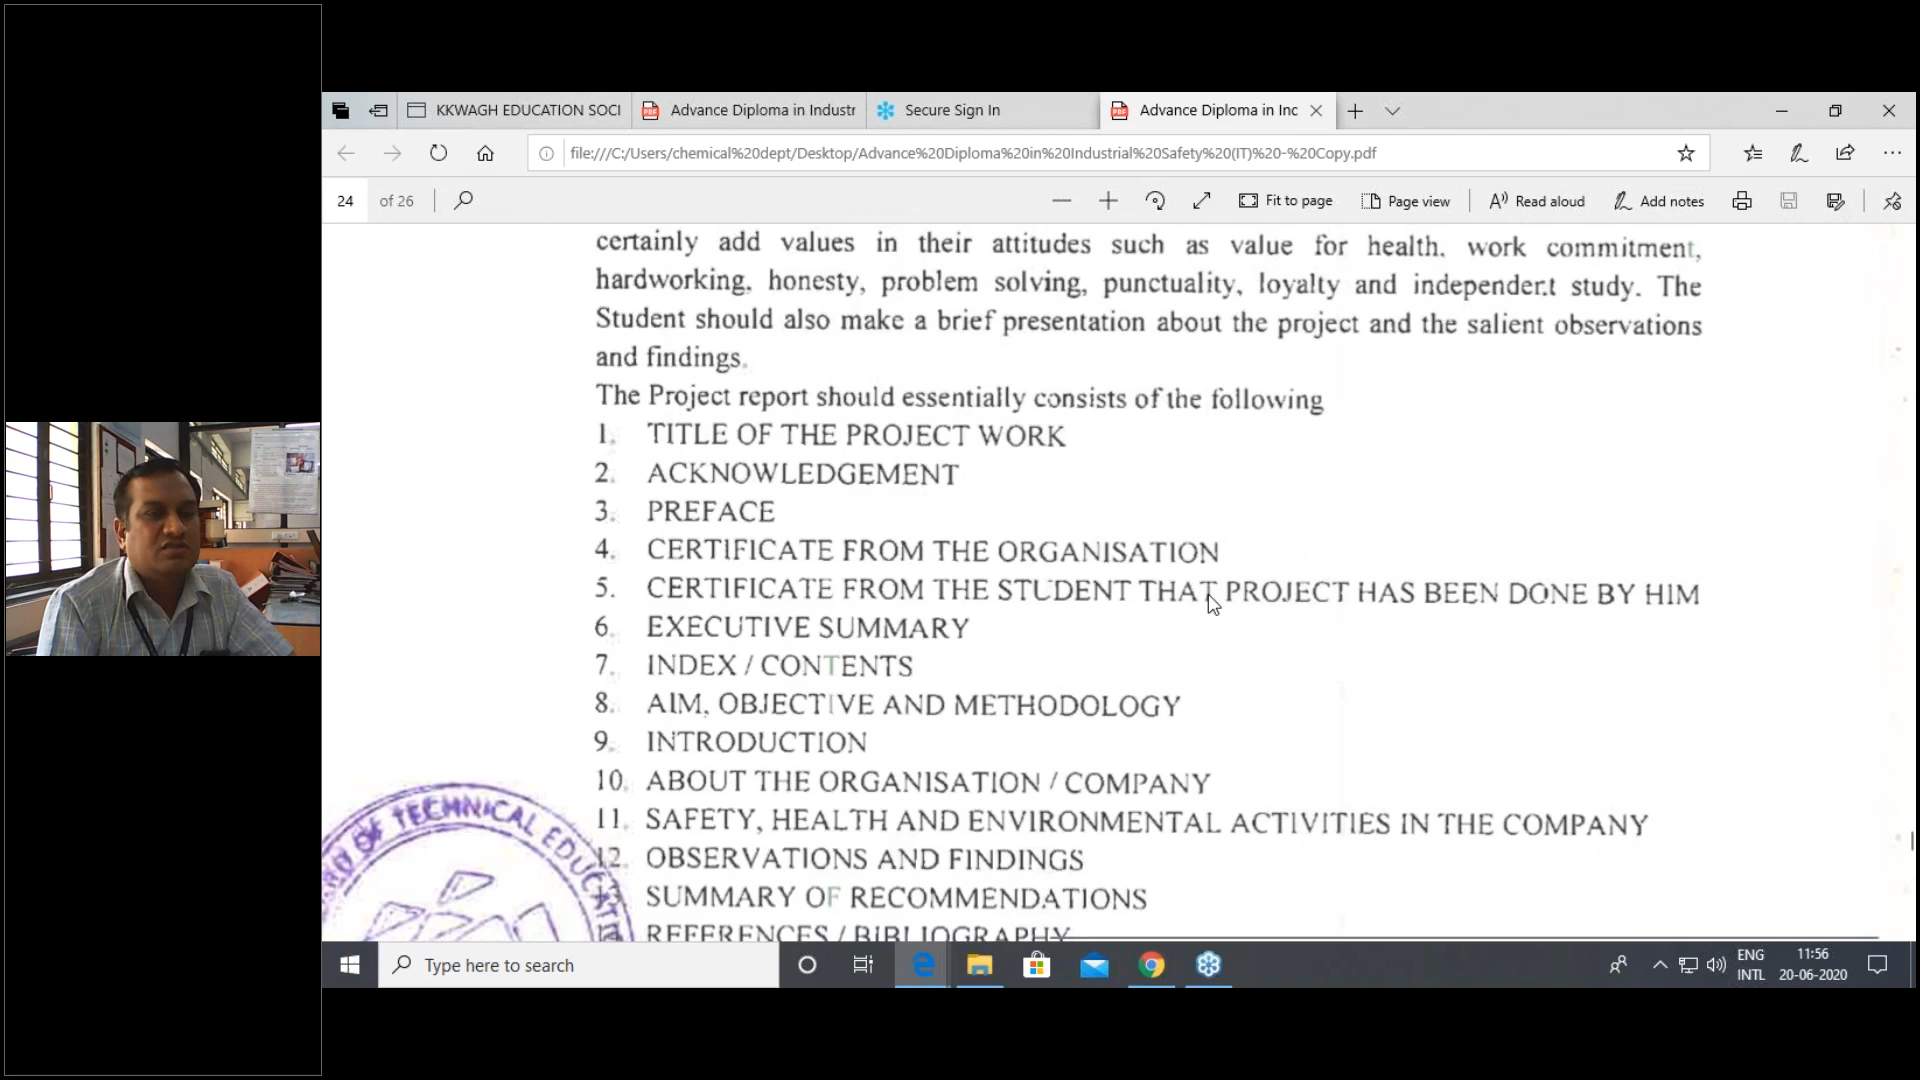 KKWAGH EDUCATION SOCI
Advance Diploma in Industr
Secure Sign In
Advance Diploma in Inc
file:///C:/Users/chemical%20dept/Desktop/Advance%20Diploma%20in%20Industrial%20Safety%20(IT)%20-%20Copy.pdf
24 of 26
Fit to page
Page view
Read aloud
Add notes
certainly add values in their attitudes such as value for health, work commitment,
hardworking, honesty, problem solving, punctuality, loyalty and independent study. The
Student should also make a brief presentation about the project and the salient observations
and findings.
The Project report should essentially consists of the following
1. TITLE OF THE PROJECT WORK
2. ACKNOWLEDGEMENT
3. PREFACE
4. CERTIFICATE FROM THE ORGANISATION
5. CERTIFICATE FROM THE STUDENT THAT PROJECT HAS BEEN DONE BY HIM
6. EXECUTIVE SUMMARY
7. INDEX / CONTENTS
8. AIM, OBJECTIVE AND METHODOLOGY
9. INTRODUCTION
10. ABOUT THE ORGANISATION / COMPANY
11. SAFETY, HEALTH AND ENVIRONMENTAL ACTIVITIES IN THE COMPANY
12. OBSERVATIONS AND FINDINGS
SUMMARY OF RECOMMENDATIONS
REFERENCES / BIBLIOGRAPHY
OF TECHNICAL EDUCATI
Type here to search
ENG
INTL
11:56
20-06-2020